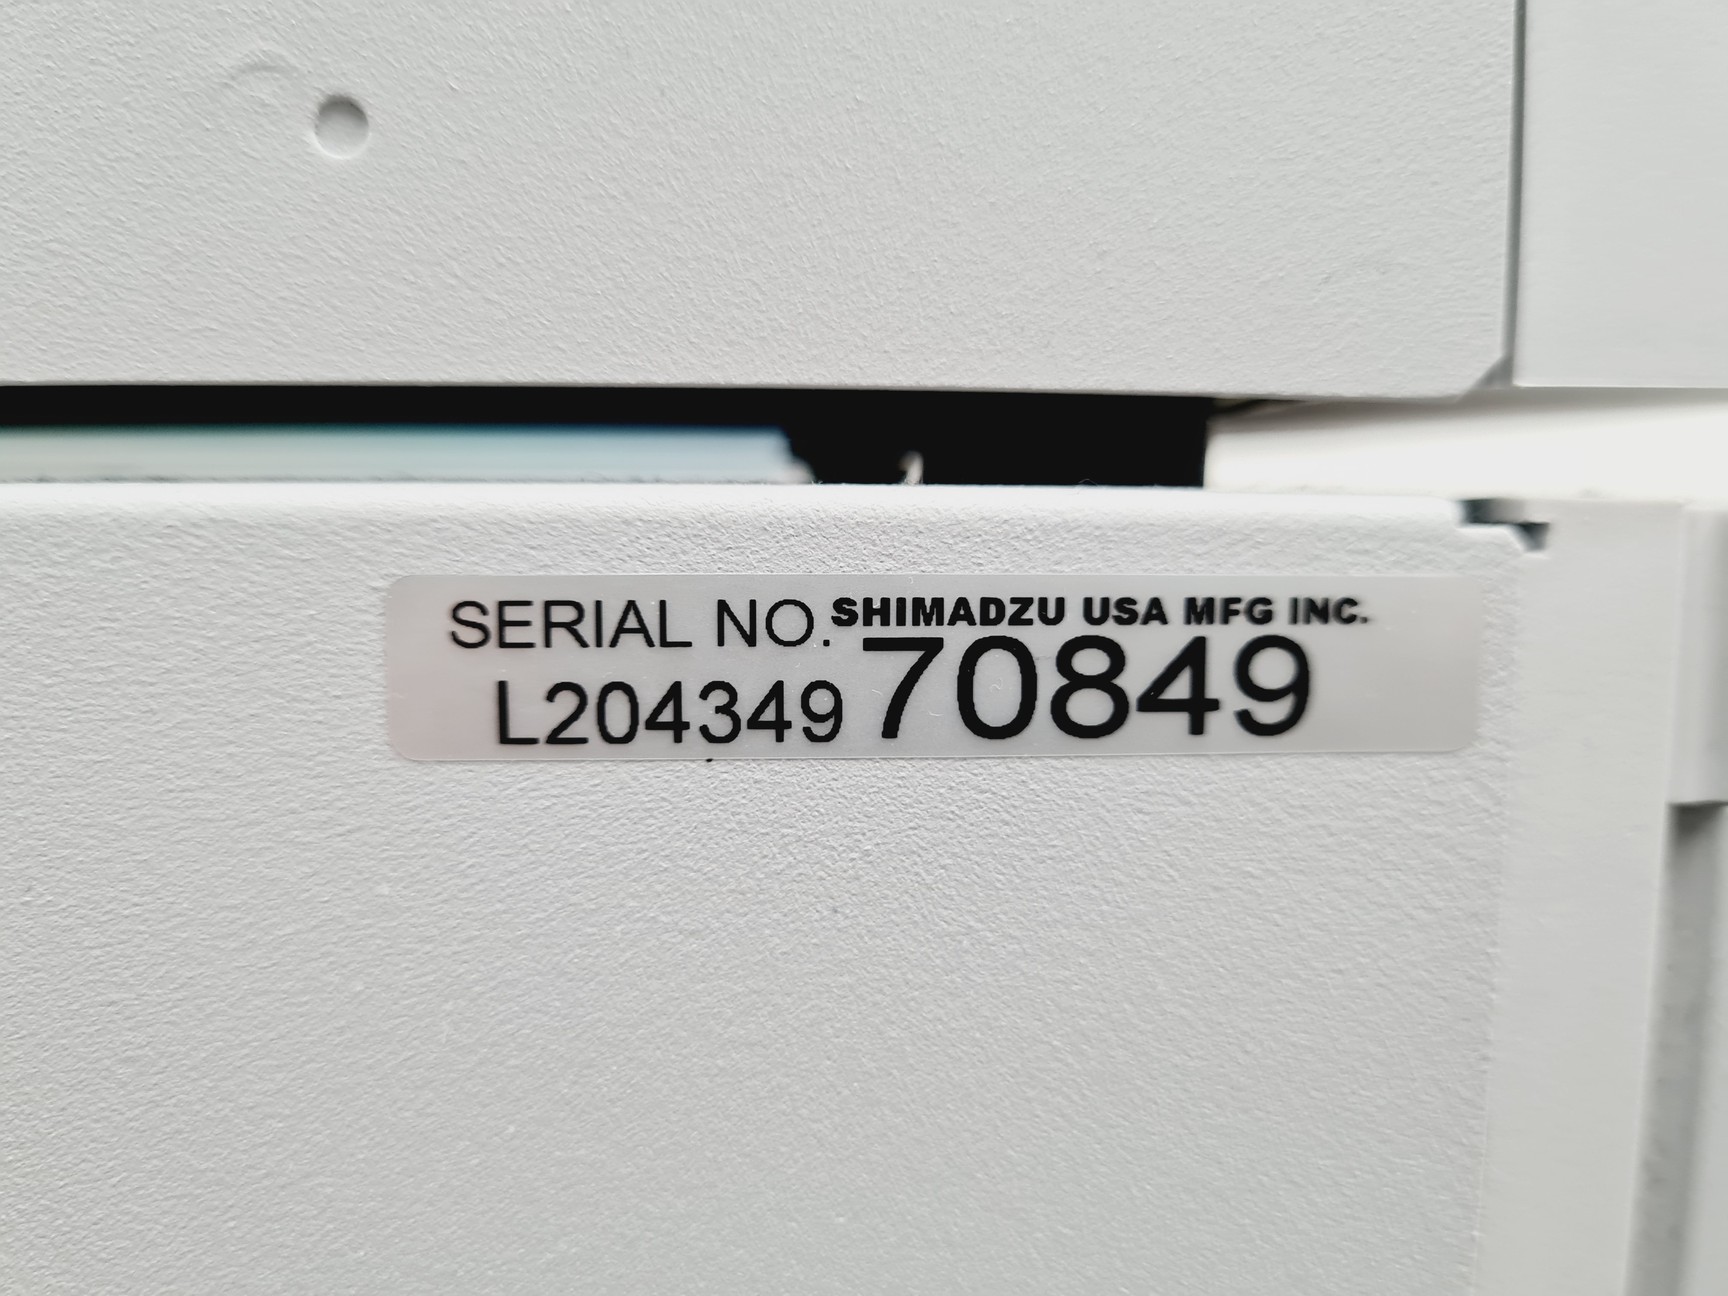 SERIAL NO. SHIMADZU USA MFG INC.
L204349 70849